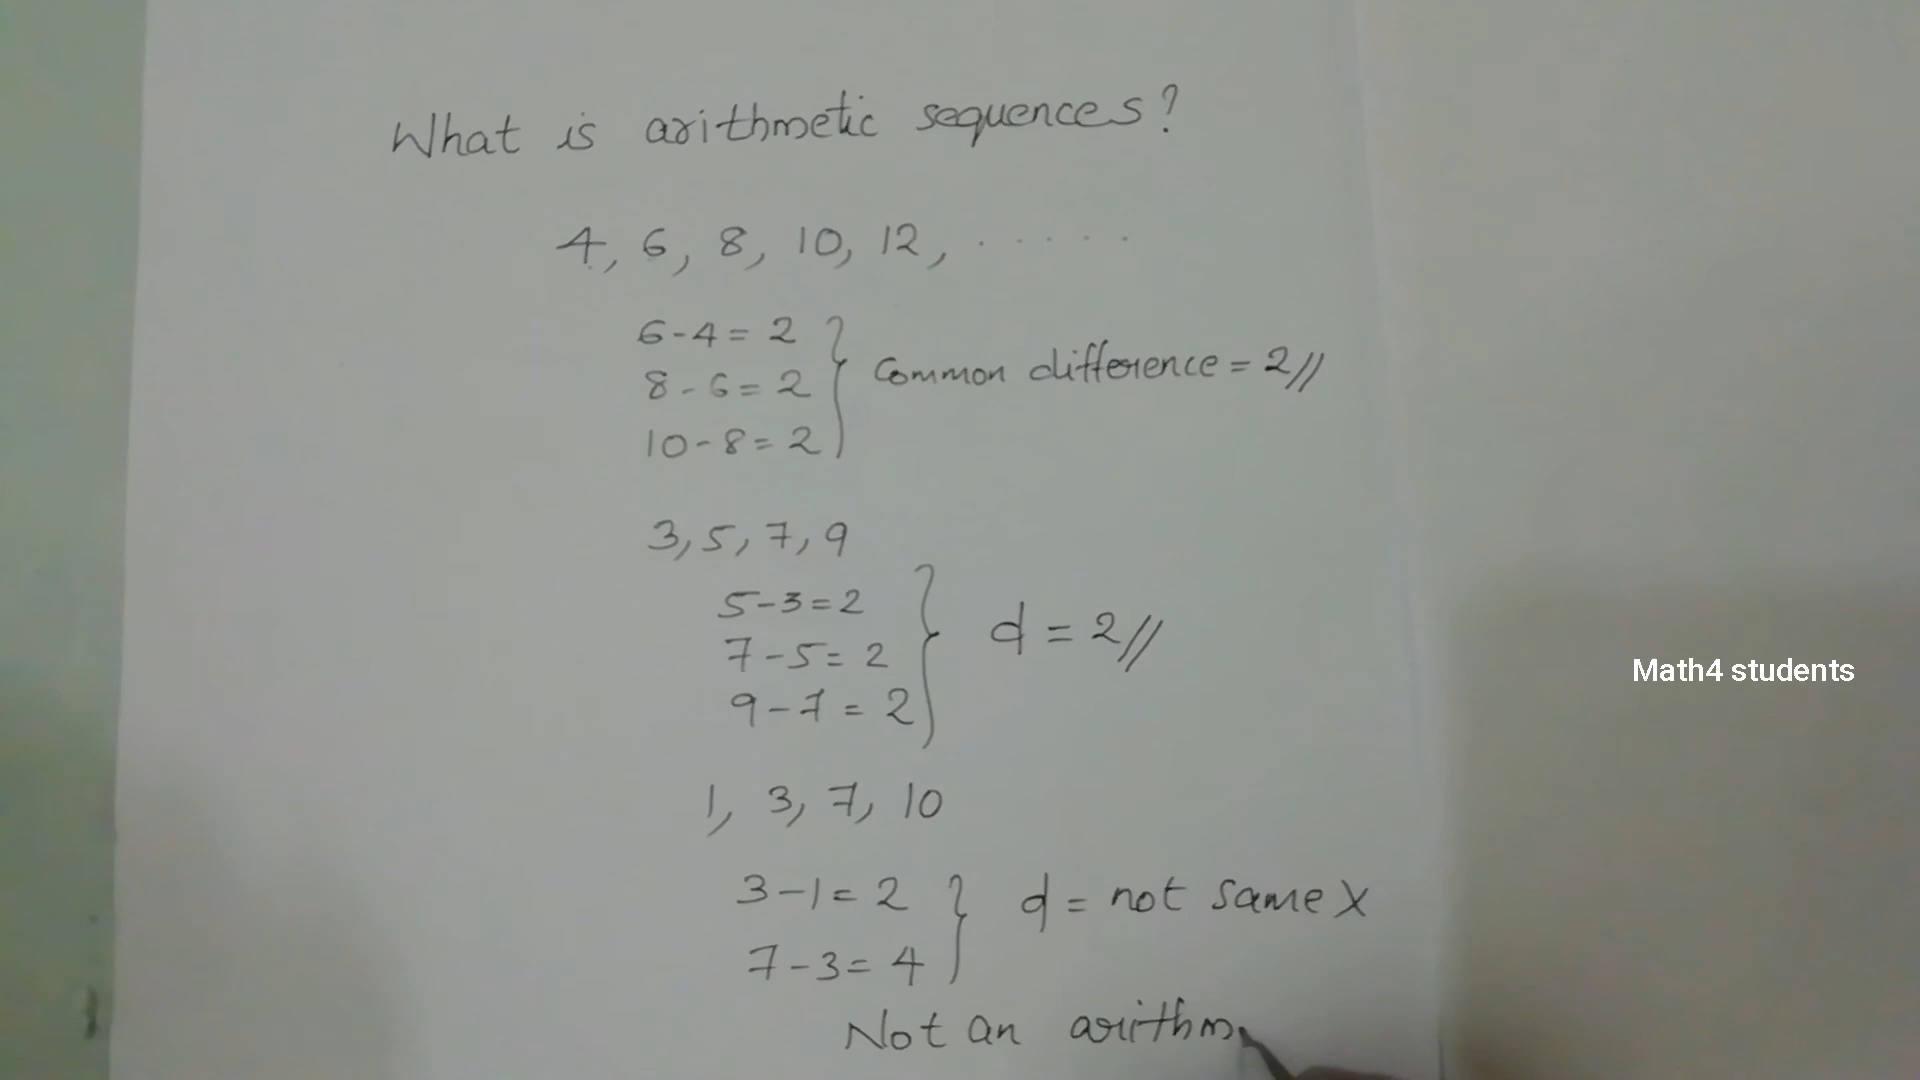 What is arithmetic sequences?
4, 6, 8, 10, 12, .....
6-4= 2
8-6= 2
10-8= 2
Common difference = 2//
3, 5, 7, 9
5-3=2
7-5= 2
9-7= 2
d = 2//
1, 3, 7, 10
3-1= 2
7-3= 4
d = not same X
Not an arithm
Math4 students